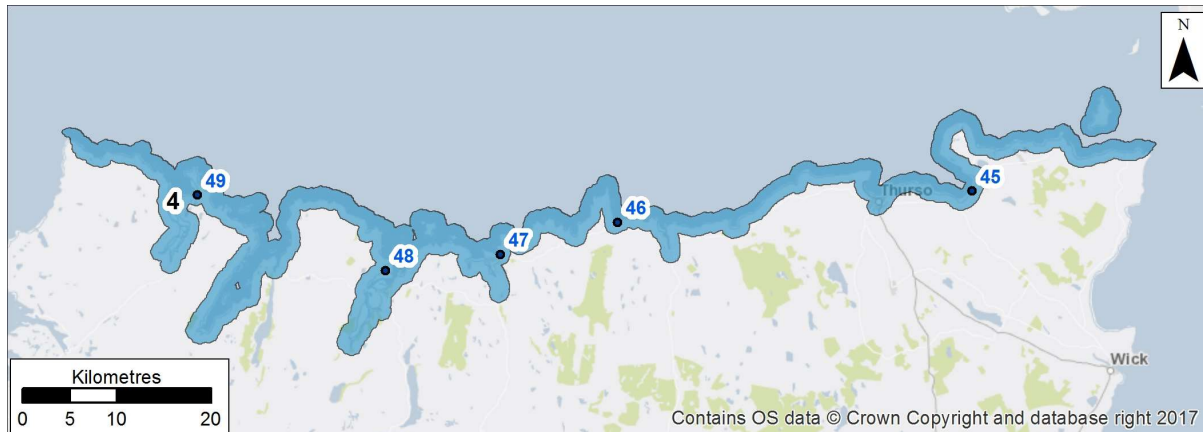 N
49
4
45
Thurso
46
47
48
Wick
Kilometres
0 5 10 20
Contains OS data © Crown Copyright and database right 2017